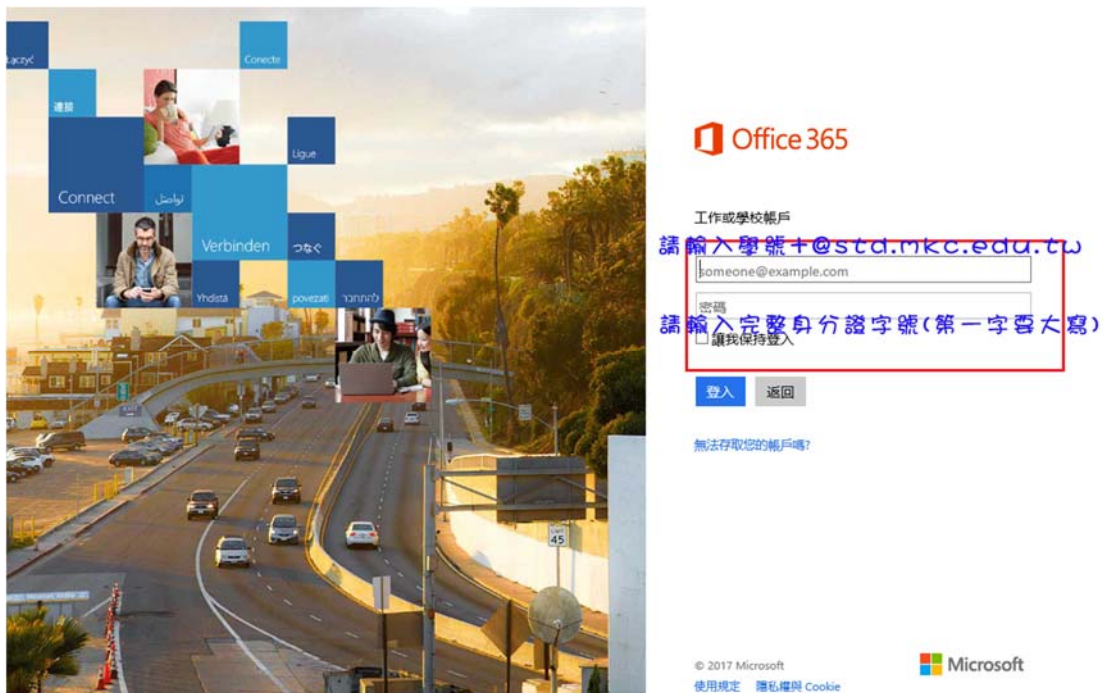 Łączyć
Conecte
連接
Ligue
Connect
تواصل
Verbinden
つなぐ
Yhdistä
povezati
להתחבר
LIMIT
45
Office 365
工作或學校帳戶
請輸入學號+@std.mkc.edu.tw
someone@example.com
密碼
請輸入完整身分證字號(第一字要大寫)
讓我保持登入
登入 返回
無法存取您的帳戶嗎?
© 2017 Microsoft
Microsoft
使用規定 隱私權與 Cookie